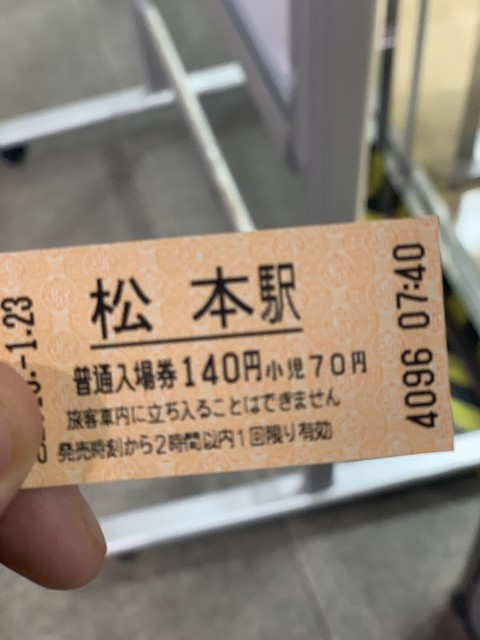 松本駅
普通入場券140円小児70円
旅客車内に立ち入ることはできません
発売時刻から2時間以内1回限り有効
-1.23
4096 07:40